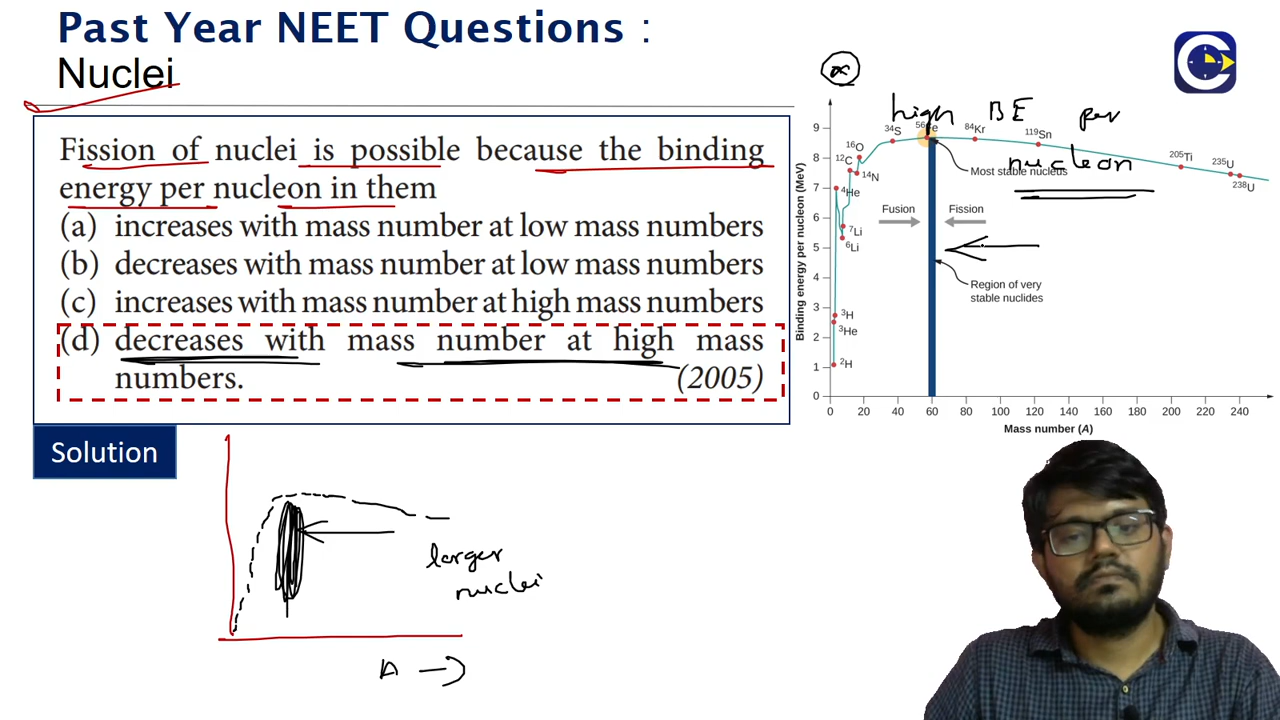 Past Year NEET Questions :
Nuclei
Fission of nuclei is possible because the binding
energy per nucleon in them
(a) increases with mass number at low mass numbers
(b) decreases with mass number at low mass numbers
(c) increases with mass number at high mass numbers
(d) decreases with mass number at high mass
numbers. (2005)
Solution
larger
nuclei
A →
high BE per
nucleon
Binding energy per nucleon (MeV)
9
8
7
6
5
4
3
2
1
0
34S
56Fe
84Kr
119Sn
205Ti
235U
238U
16O
12C
14N
4He
7Li
6Li
3H
3He
2H
Most stable nucleus
Fusion
Fission
Region of very
stable nuclides
0 20 40 60 80 100 120 140 160 180 200 220 240
Mass number (A)